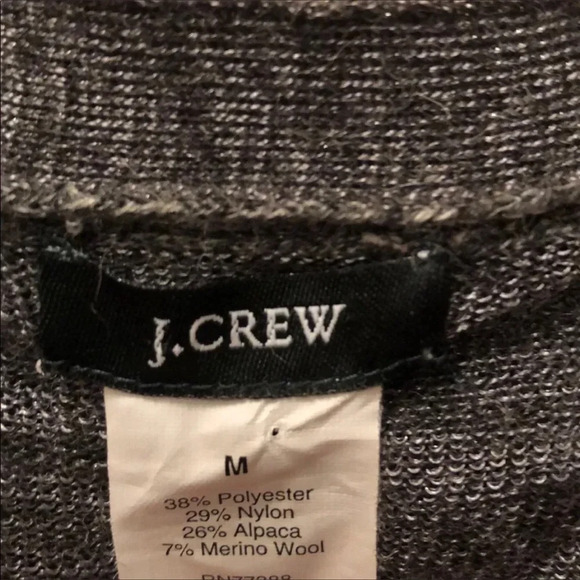 J.CREW
M
38% Polyester
29% Nylon
26% Alpaca
7% Merino Wool